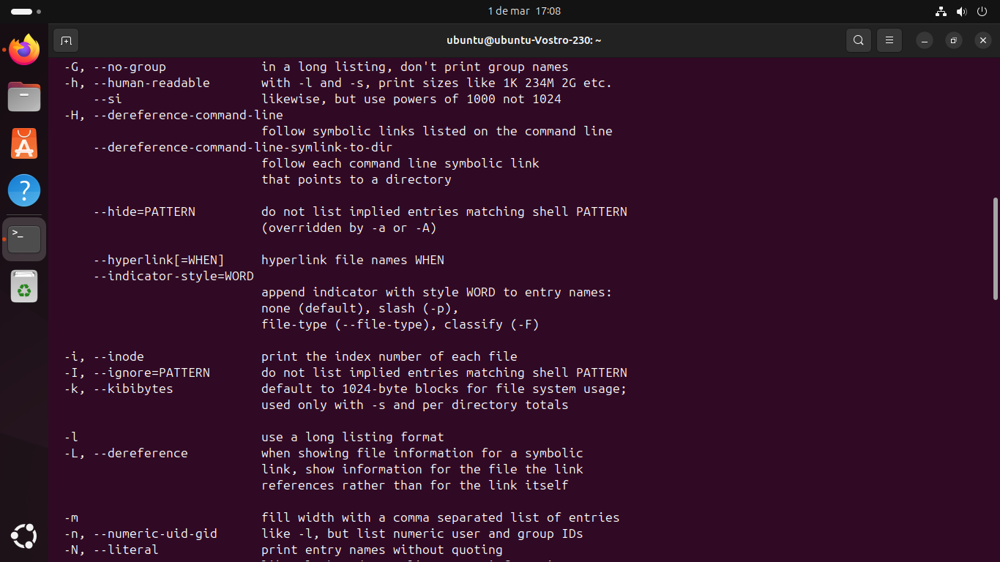 1 de mar 17:08
ubuntu@ubuntu-Vostro-230: ~
-G, --no-group in a long listing, don't print group names
-h, --human-readable with -l and -s, print sizes like 1K 234M 2G etc.
--si likewise, but use powers of 1000 not 1024
-H, --dereference-command-line
follow symbolic links listed on the command line
--dereference-command-line-symlink-to-dir
follow each command line symbolic link
that points to a directory
--hide=PATTERN do not list implied entries matching shell PATTERN
(overridden by -a or -A)
--hyperlink[=WHEN] hyperlink file names WHEN
--indicator-style=WORD
append indicator with style WORD to entry names:
none (default), slash (-p),
file-type (--file-type), classify (-F)
-i, --inode print the index number of each file
-I, --ignore=PATTERN do not list implied entries matching shell PATTERN
-k, --kibibytes default to 1024-byte blocks for file system usage;
used only with -s and per directory totals
-l use a long listing format
-L, --dereference when showing file information for a symbolic
link, show information for the file the link
references rather than for the link itself
-m fill width with a comma separated list of entries
-n, --numeric-uid-gid like -l, but list numeric user and group IDs
-N, --literal print entry names without quoting